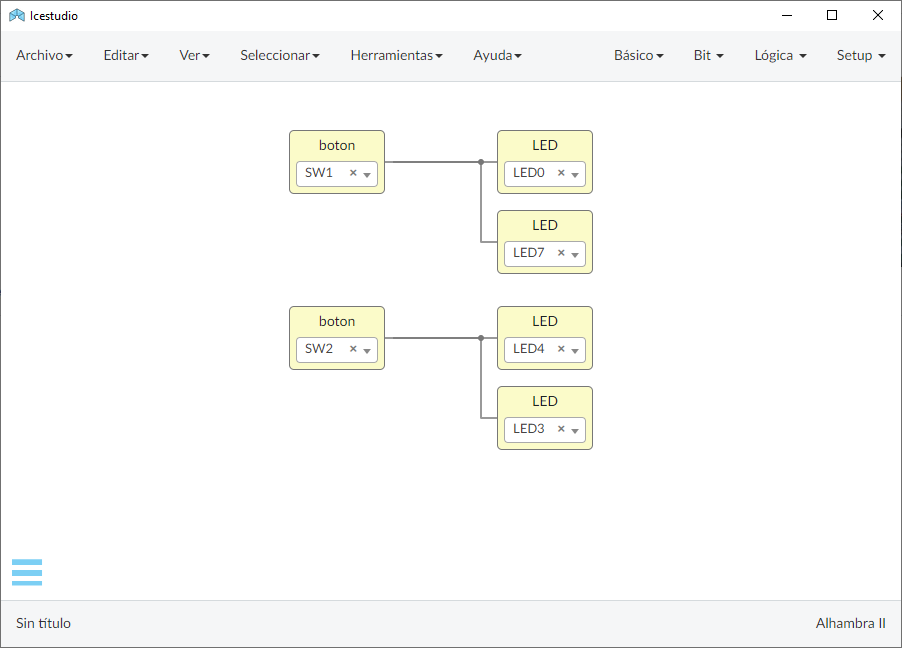 Icestudio
Archivo Editar Ver Seleccionar Herramientas Ayuda Básico Bit Lógica Setup
boton
SW1
LED
LED0
LED
LED7
boton
SW2
LED
LED4
LED
LED3
Sin título
Alhambra II